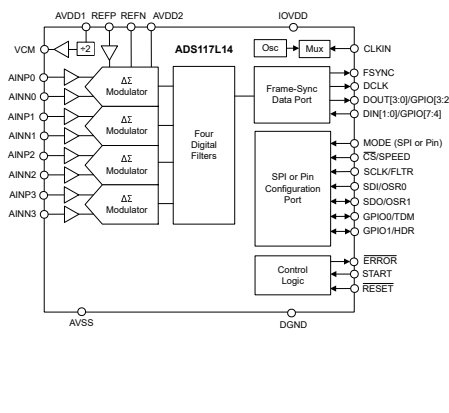 AVDD1 REFP REFN AVDD2
IOVDD
VCM
÷2
ADS117L14
Osc
Mux
CLKIN
AINP0
AINN0
AINP1
AINN1
AINP2
AINN2
AINP3
AINN3
ΔΣ
Modulator
ΔΣ
Modulator
ΔΣ
Modulator
ΔΣ
Modulator
Four
Digital
Filters
Frame-Sync
Data Port
FSYNC
DCLK
DOUT[3:0]/GPIO[3:2
DIN[1:0]/GPIO[7:4]
SPI or Pin
Configuration
Port
MODE (SPI or Pin)
CS/SPEED
SCLK/FLTR
SDI/OSR0
SDO/OSR1
GPIO0/TDM
GPIO1/HDR
Control
Logic
ERROR
START
RESET
AVSS
DGND